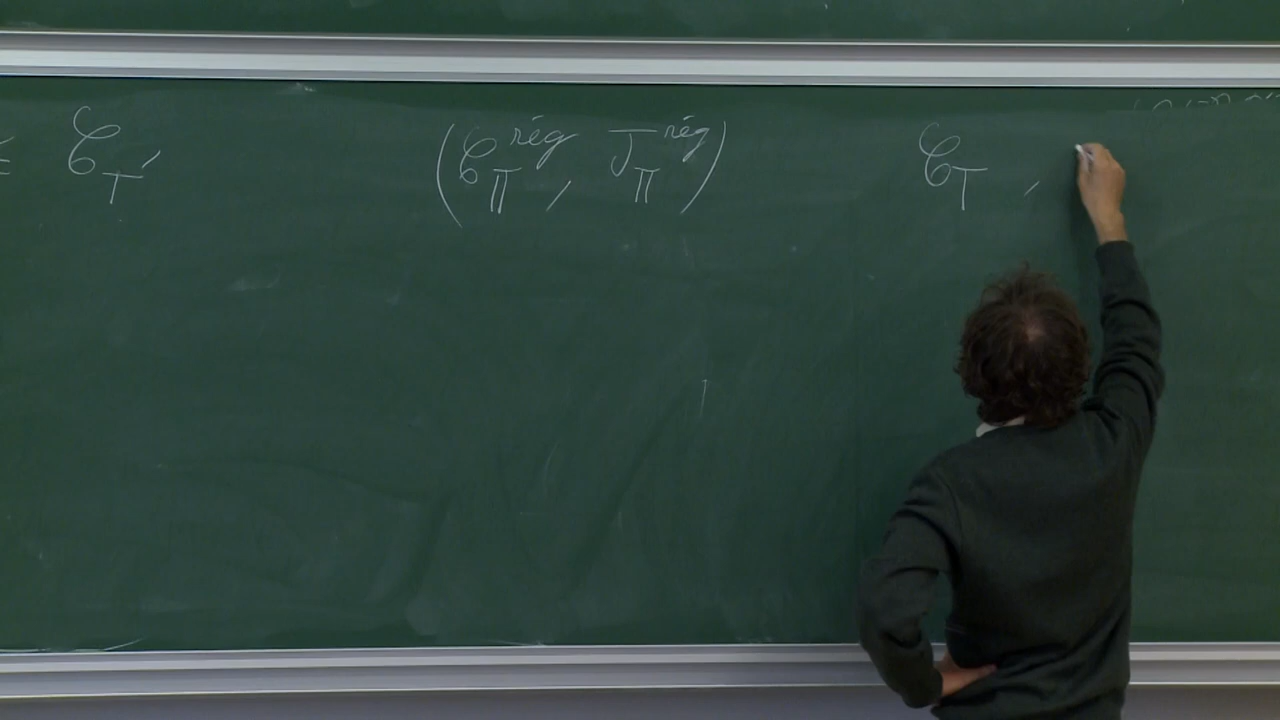 𝒞_T′ (𝒞_Π^rég, J_Π^rég) 𝒞_T ,